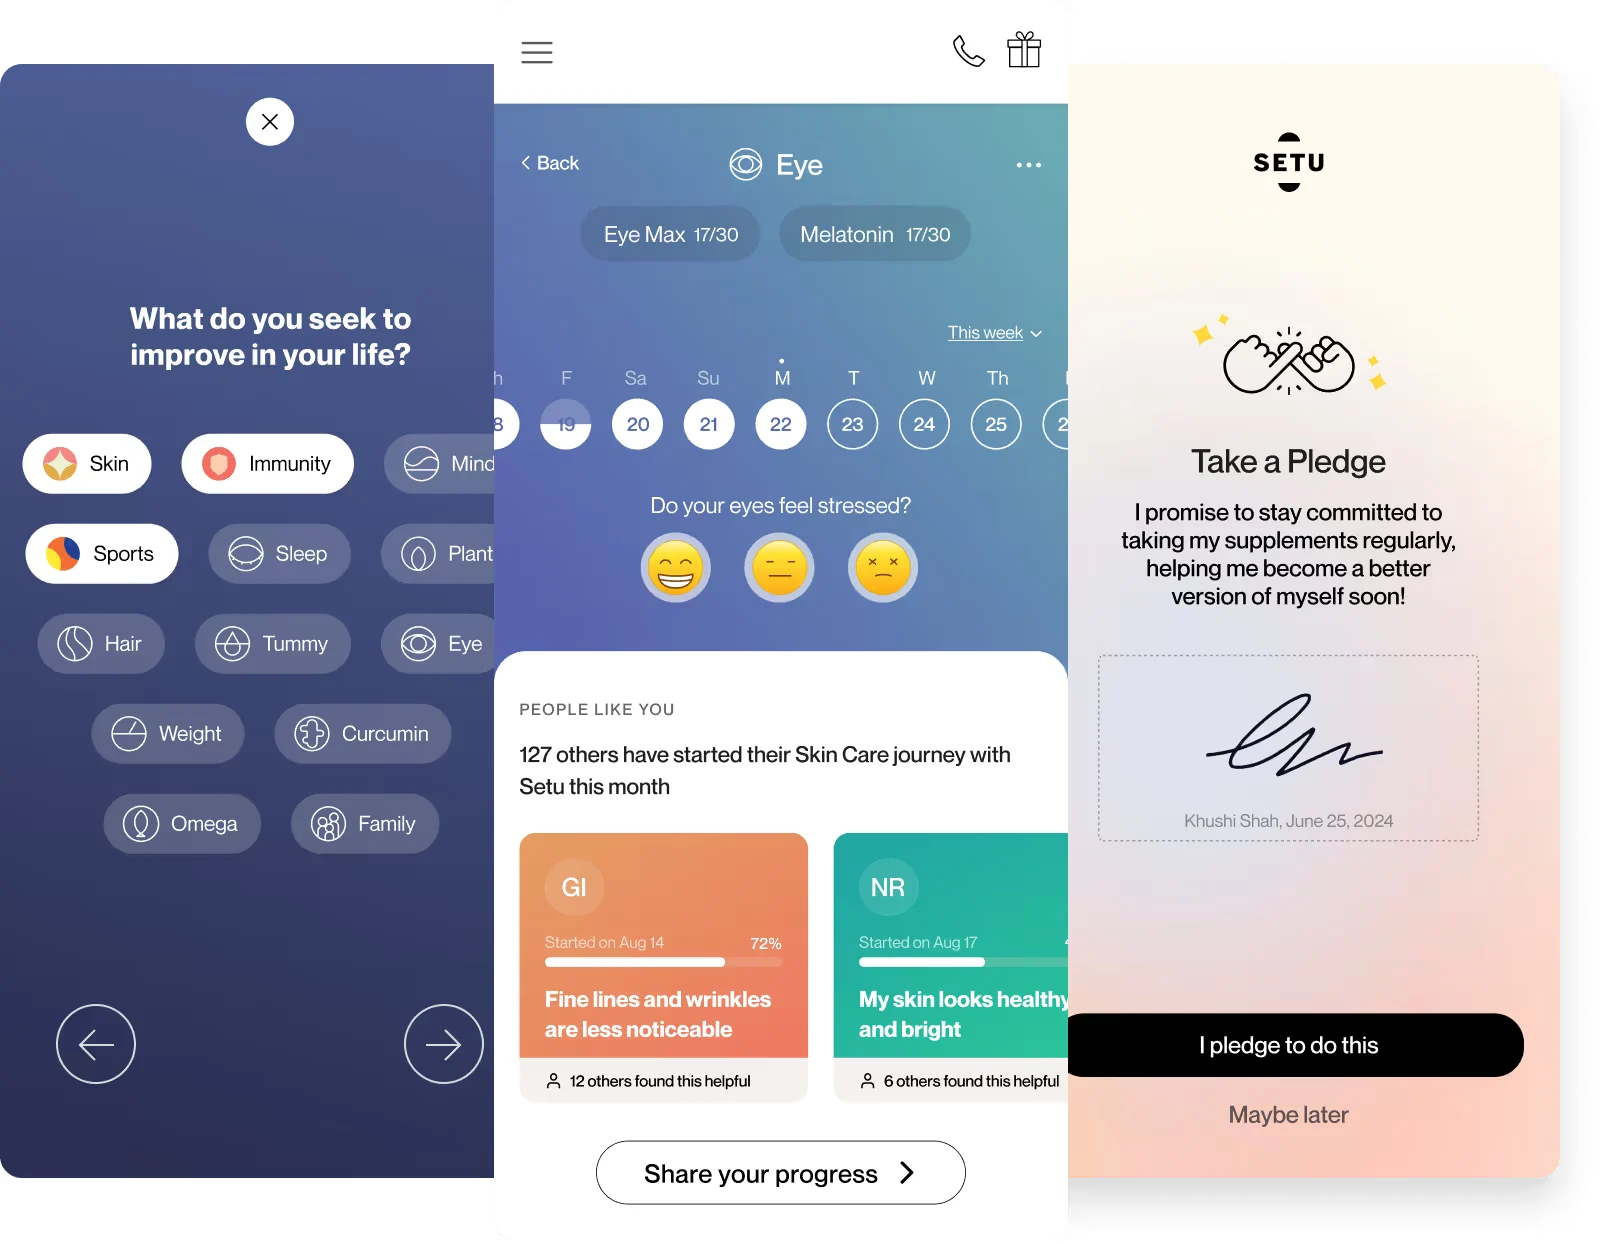 What do you seek to
improve in your life?
Skin
Immunity
Mind
Sports
Sleep
Plant
Hair
Tummy
Eye
Weight
Curcumin
Omega
Family
Back
Eye
Eye Max 17/30
Melatonin 17/30
This week
h F Sa Su M T W Th
8 19 20 21 22 23 24 25 2
Do your eyes feel stressed?
PEOPLE LIKE YOU
127 others have started their Skin Care journey with
Setu this month
GI
Started on Aug 14 72%
Fine lines and wrinkles
are less noticeable
12 others found this helpful
NR
Started on Aug 17
My skin looks healthy
and bright
6 others found this helpful
Share your progress
SETU
Take a Pledge
I promise to stay committed to
taking my supplements regularly,
helping me become a better
version of myself soon!
Khushi Shah, June 25, 2024
I pledge to do this
Maybe later